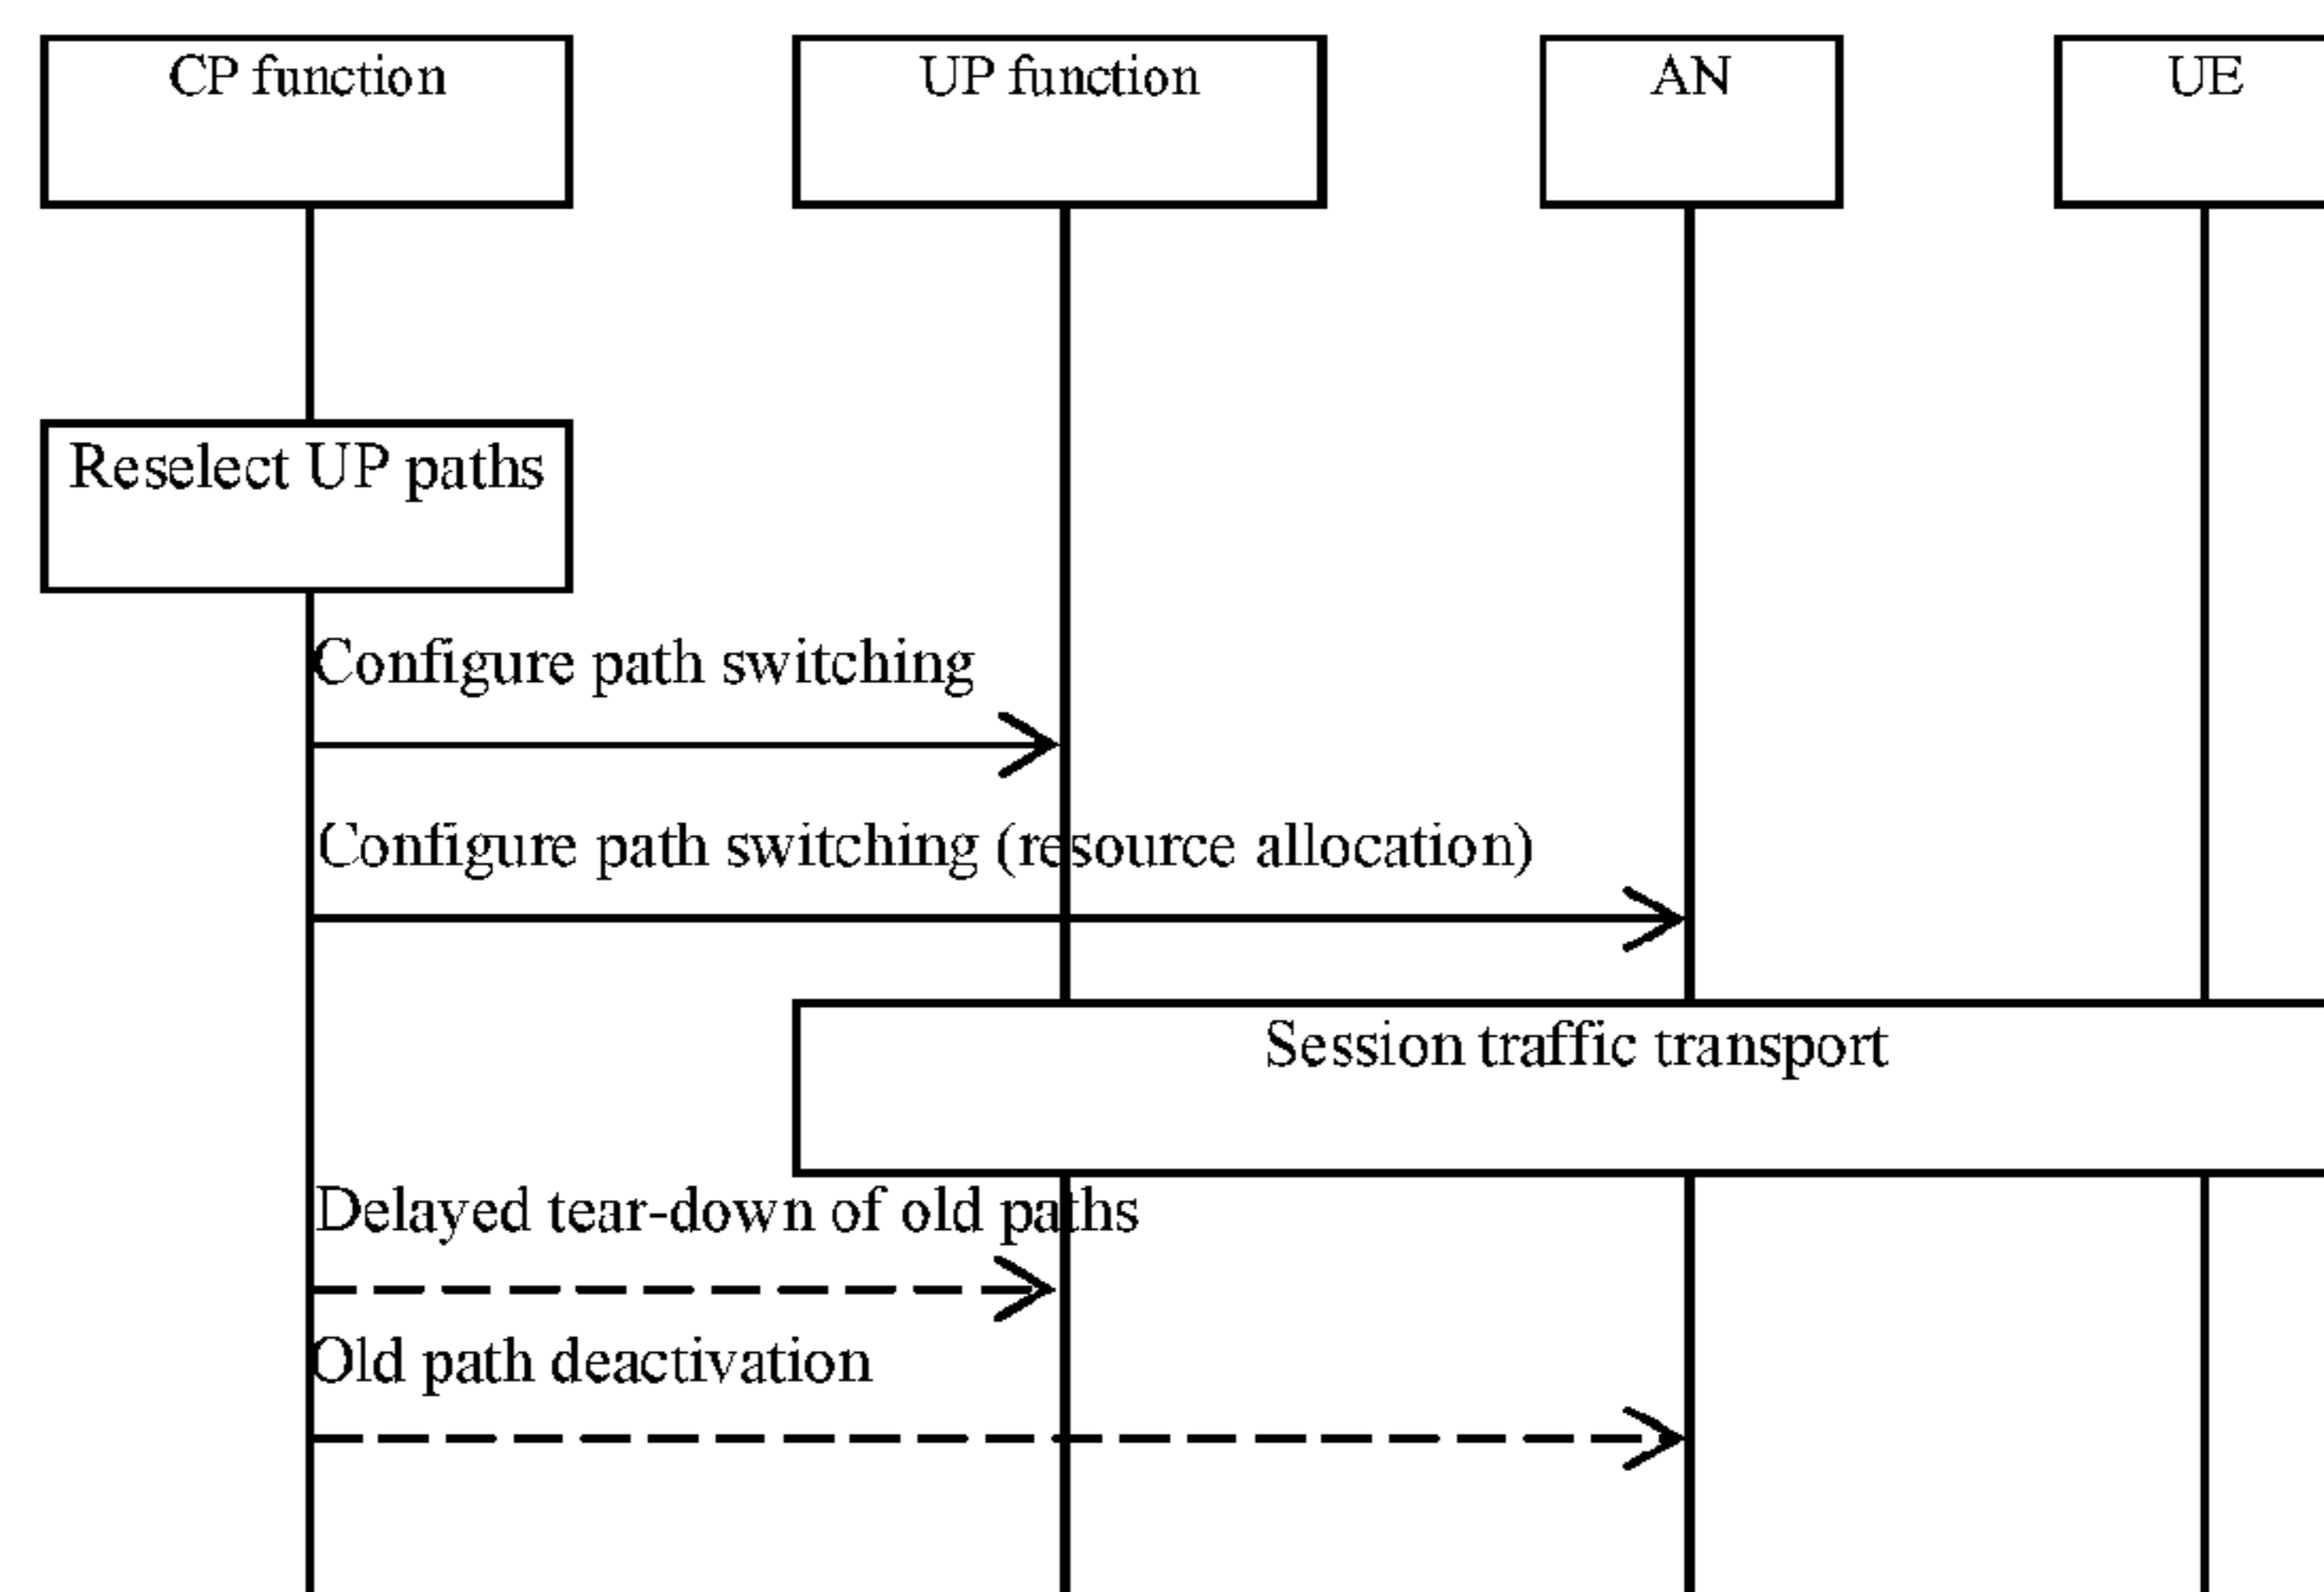 CP function
UP function
AN
UE
Reselect UP paths
Configure path switching
Configure path switching (resource allocation)
Session traffic transport
Delayed tear-down of old paths
Old path deactivation